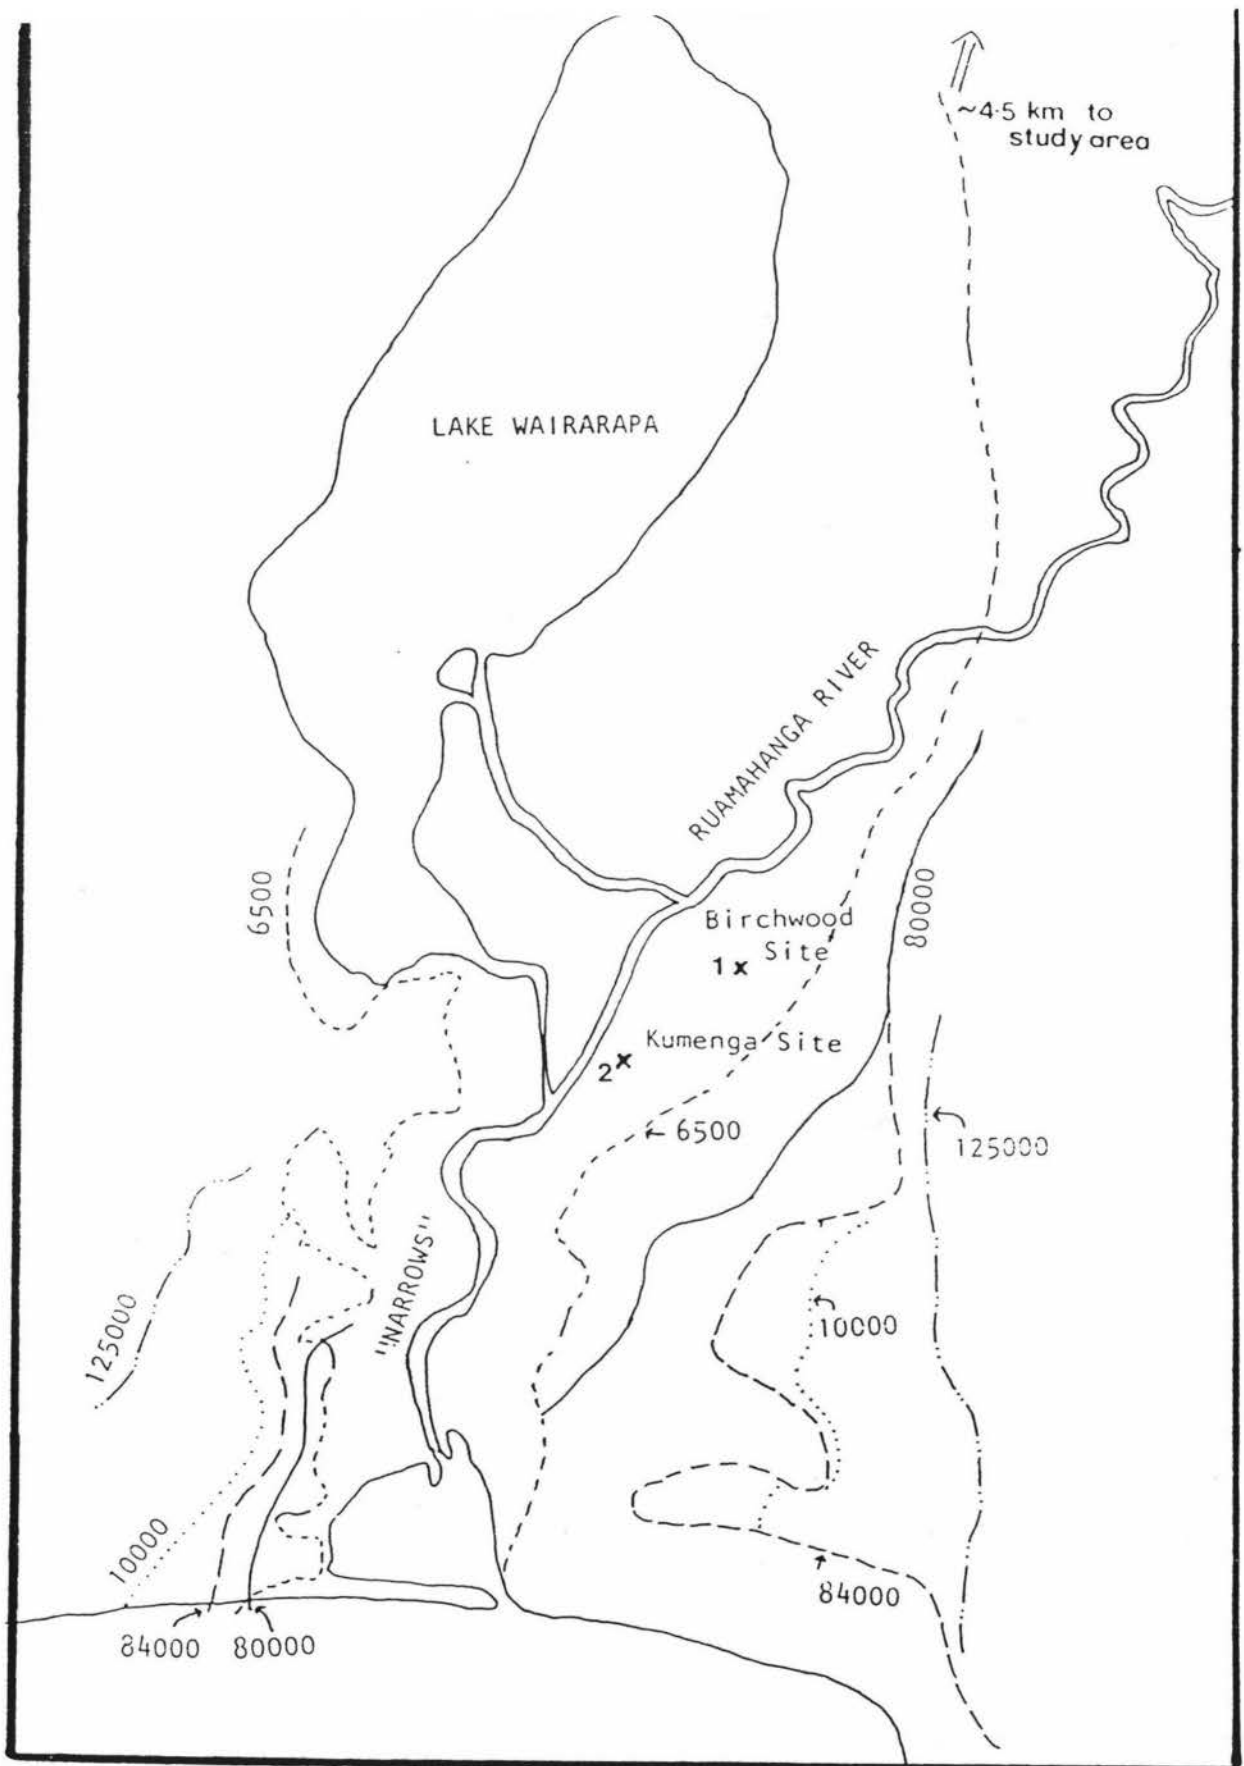 ~4.5 km to
study area
LAKE WAIRARAPA
RUAMAHANGA RIVER
6500
80000
Birchwood
Site
1 x
Kumenga Site
2 x
6500
125000
"NARROWS"
125000
10000
10000
84000
84000 80000